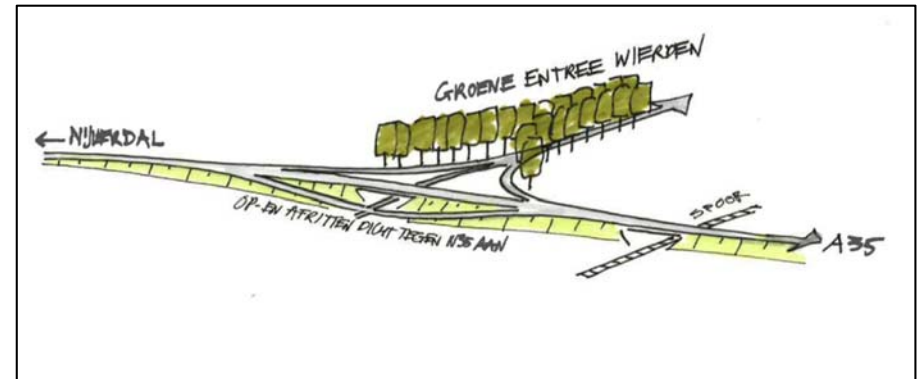 GROENE ENTREE WIERDEN
← NIJVERDAL
OP-EN AFRITTEN DICHT TEGEN N35 AAN
SPOOR
A35